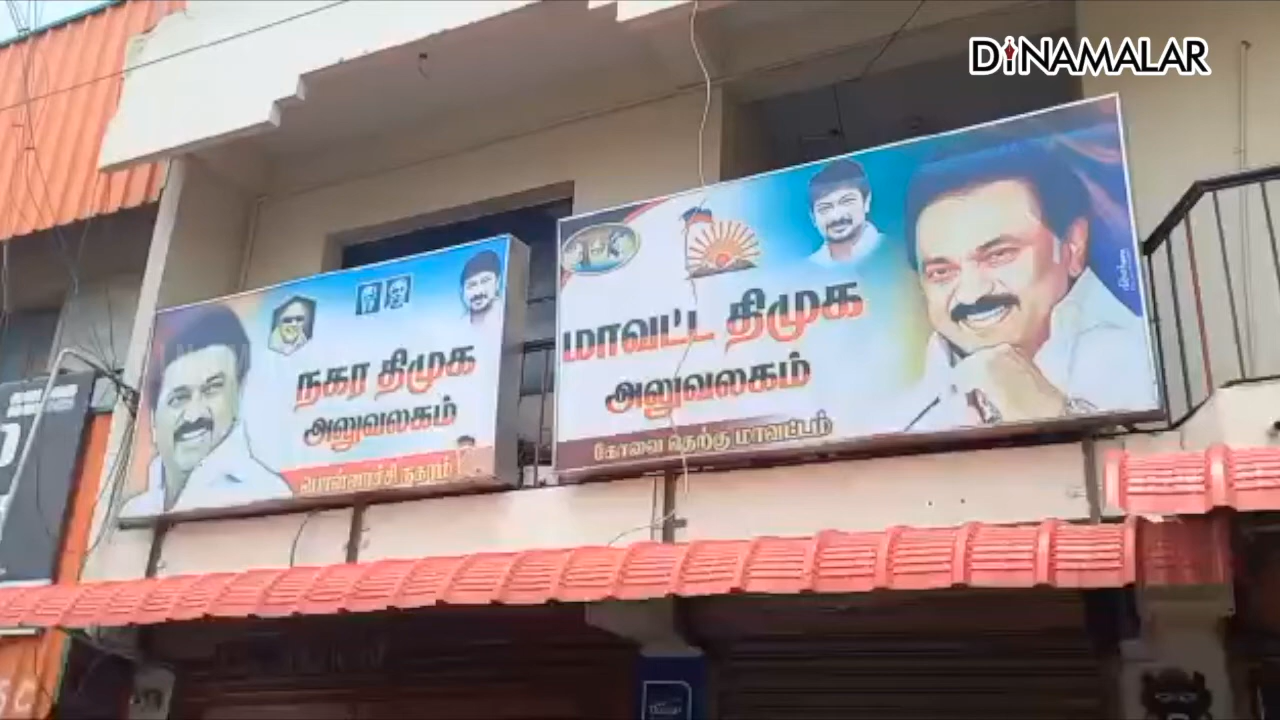 DINAMALAR
நகர திமுக
அலுவலகம்
பொள்ளாச்சி நகரம்
மாவட்ட திமுக
அலுவலகம்
கோவை தெற்கு மாவட்டம்